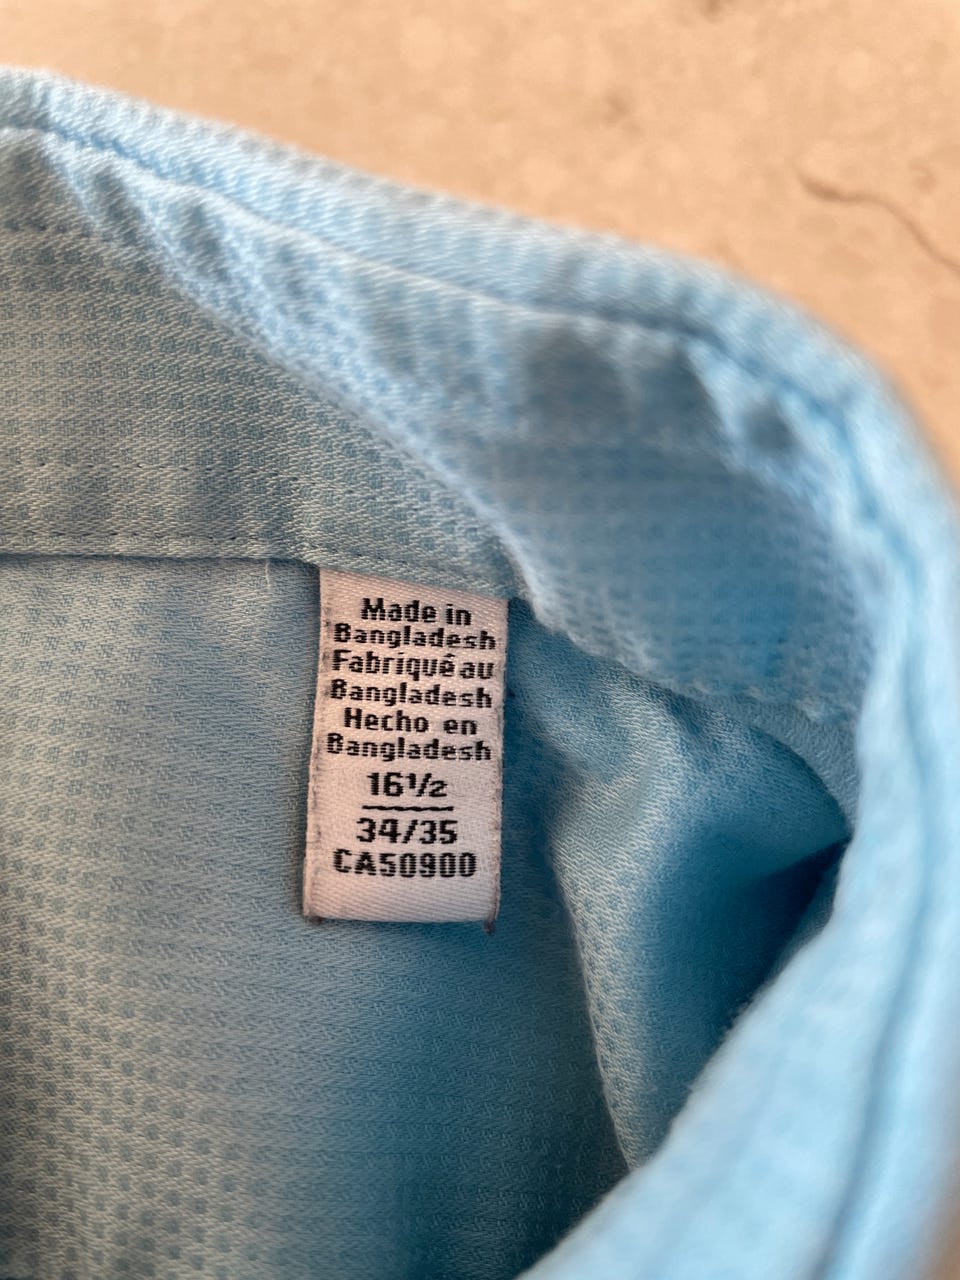 Made in
Bangladesh
Fabriqué au
Bangladesh
Hecho en
Bangladesh
16½
34/35
CA50900